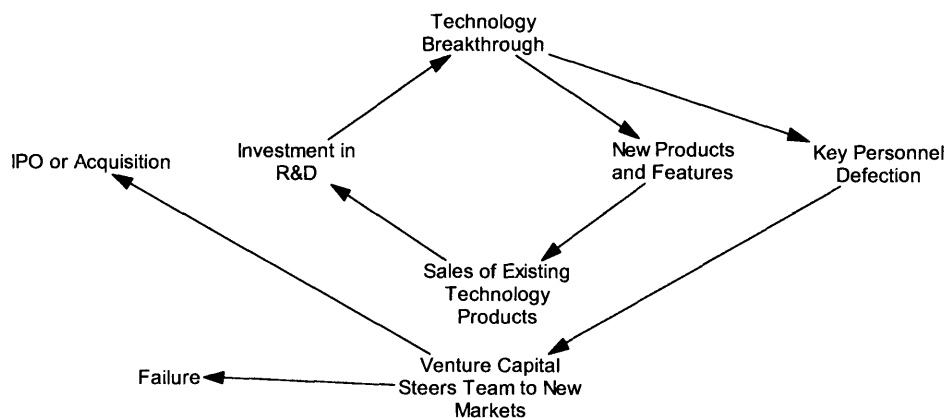 Technology
Breakthrough
IPO or Acquisition
Investment in
R&D
New Products
and Features
Key Personnel
Defection
Sales of Existing
Technology
Products
Failure
Venture Capital
Steers Team to New
Markets